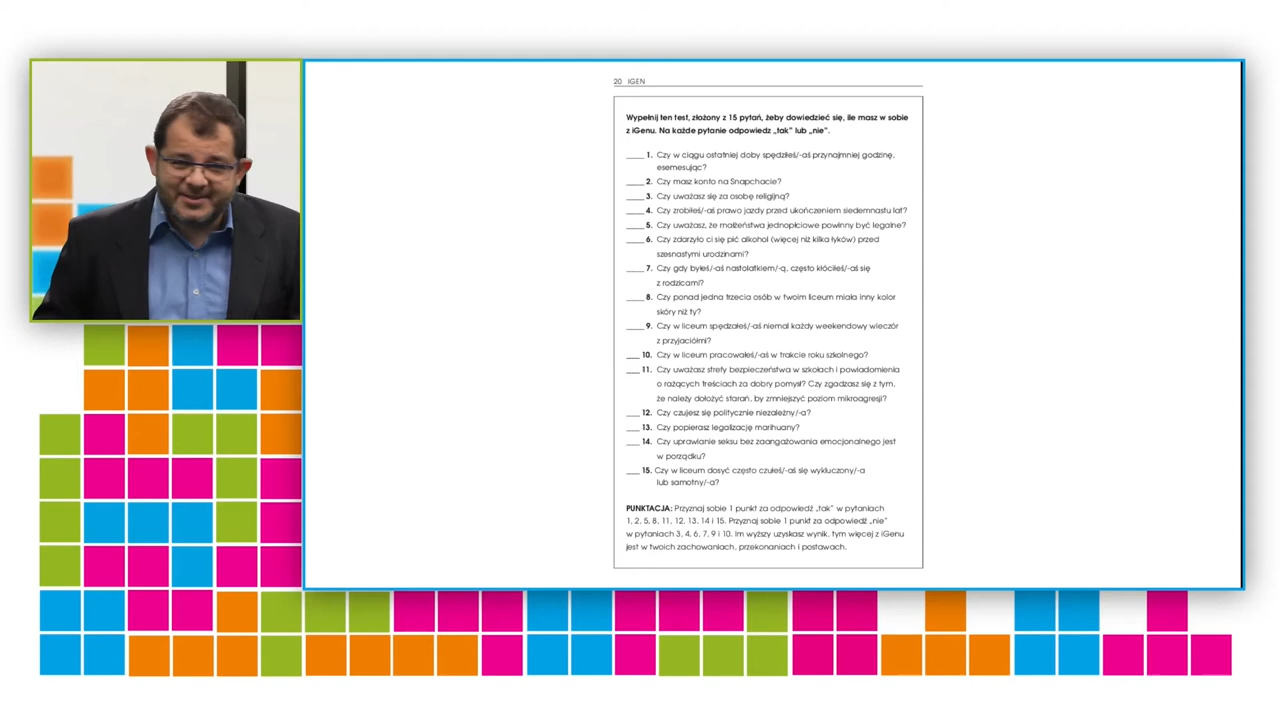 20 IGEN
Wypełnij ten test, złożony z 15 pytań, żeby dowiedzieć się, ile masz w sobie
z iGenu. Na każde pytanie odpowiedz „tak” lub „nie”.
____ 1. Czy w ciągu ostatniej doby spędziłeś/-aś przynajmniej godzinę,
esemesując?
____ 2. Czy masz konto na Snapchacie?
____ 3. Czy uważasz się za osobę religijną?
____ 4. Czy zrobiłeś/-aś prawo jazdy przed ukończeniem siedemnastu lat?
____ 5. Czy uważasz, że małżeństwa jednopłciowe powinny być legalne?
____ 6. Czy zdarzyło ci się pić alkohol (więcej niż kilka łyków) przed
szesnastymi urodzinami?
____ 7. Czy gdy byłeś/-aś nastolatkiem/-ą, często kłóciłeś/-aś się
z rodzicami?
____ 8. Czy ponad jedna trzecia osób w twoim liceum miała inny kolor
skóry niż ty?
____ 9. Czy w liceum spędzałeś/-aś niemal każdy weekendowy wieczór
z przyjaciółmi?
___ 10. Czy w liceum pracowałeś/-aś w trakcie roku szkolnego?
___ 11. Czy uważasz strefy bezpieczeństwa w szkołach i powiadomienia
o rażących treściach za dobry pomysł? Czy zgadzasz się z tym,
że należy dołożyć starań, by zmniejszyć poziom mikroagresji?
___ 12. Czy czujesz się politycznie niezależny/-a?
___ 13. Czy popierasz legalizację marihuany?
___ 14. Czy uprawianie seksu bez zaangażowania emocjonalnego jest
w porządku?
___ 15. Czy w liceum dosyć często czułeś/-aś się wykluczony/-a
lub samotny/-a?
PUNKTACJA: Przyznaj sobie 1 punkt za odpowiedź „tak” w pytaniach
1, 2, 5, 8, 11, 12, 13, 14 i 15. Przyznaj sobie 1 punkt za odpowiedź „nie”
w pytaniach 3, 4, 6, 7, 9 i 10. Im wyższy uzyskasz wynik, tym więcej z iGenu
jest w twoich zachowaniach, przekonaniach i postawach.